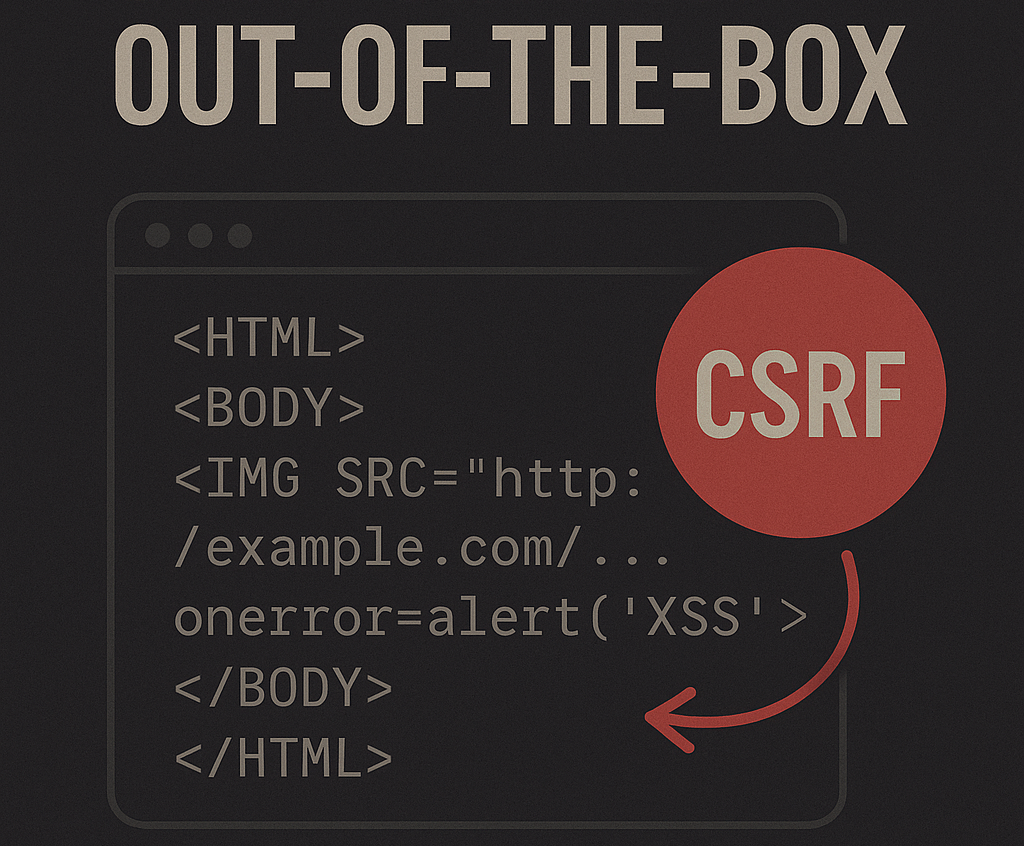 OUT-OF-THE-BOX
<HTML>
<BODY>
<IMG SRC="http:
/example.com/...
onerror=alert('XSS'>
</BODY>
</HTML>
CSRF